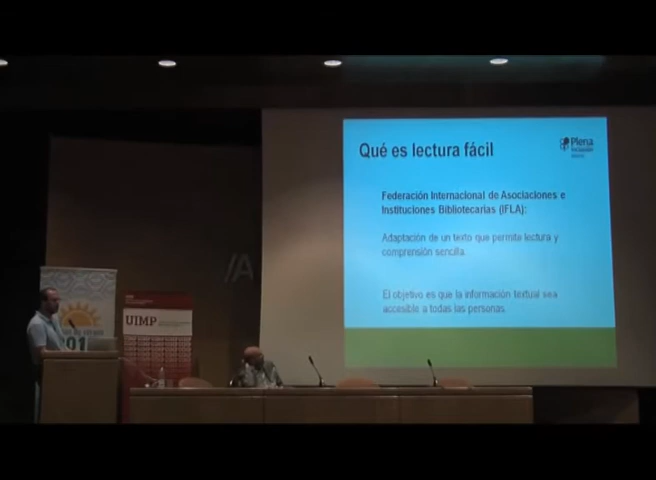 Qué es lectura fácil
Plena
inclusión
Federación Internacional de Asociaciones e
Instituciones Bibliotecarias (IFLA):
Adaptación de un texto que permite lectura y
comprensión sencilla.
El objetivo es que la información textual sea
accesible a todas las personas.
UIMP